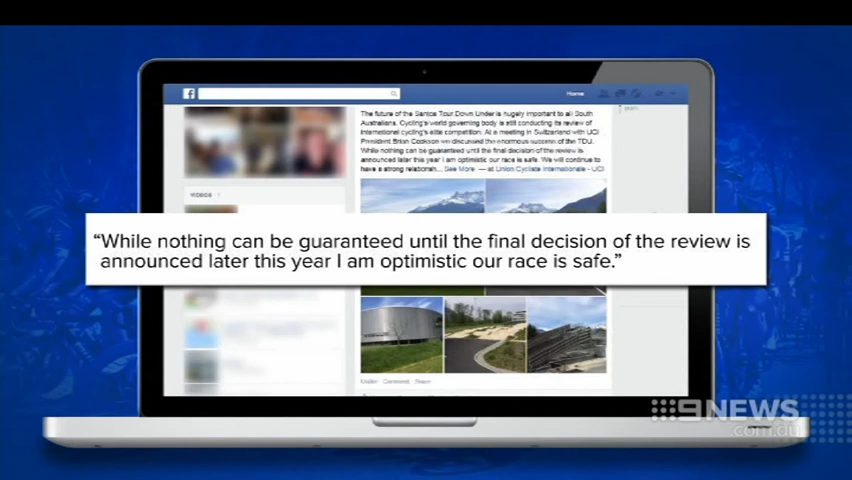 f
Home
The future of the Santos Tour Down Under is hugely important to all South
Australians. Cycling's world governing body is still conducting its review of
international cycling's elite competition. At a meeting in Switzerland with UCI
President Brian Cookson we discussed the enormous success of the TDU.
While nothing can be guaranteed until the final decision of the review is
announced later this year I am optimistic our race is safe. We will continue to
have a strong relationsh... See More — at Union Cycliste Internationale - UCI
VIDEOS
“While nothing can be guaranteed until the final decision of the review is
announced later this year I am optimistic our race is safe.”
Comment Share
9NEWS
.com.au